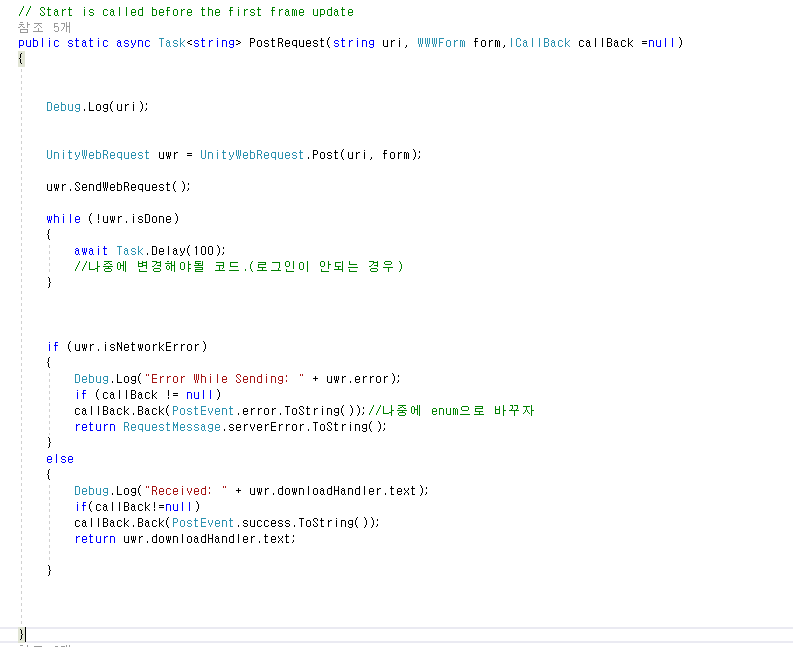 // Start is called before the first frame update
참조 5개
public static async Task<string> PostRequest(string uri, WWWForm form,ICallBack callBack =null)
{
Debug.Log(uri);
UnityWebRequest uwr = UnityWebRequest.Post(uri, form);
uwr.SendWebRequest();
while (!uwr.isDone)
{
await Task.Delay(100);
//나중에 변경해야될 코드.(로그인이 안되는 경우)
}
if (uwr.isNetworkError)
{
Debug.Log("Error While Sending: " + uwr.error);
if (callBack != null)
callBack.Back(PostEvent.error.ToString());//나중에 enum으로 바꾸자
return RequestMessage.serverError.ToString();
}
else
{
Debug.Log("Received: " + uwr.downloadHandler.text);
if(callBack!=null)
callBack.Back(PostEvent.success.ToString());
return uwr.downloadHandler.text;
}
}